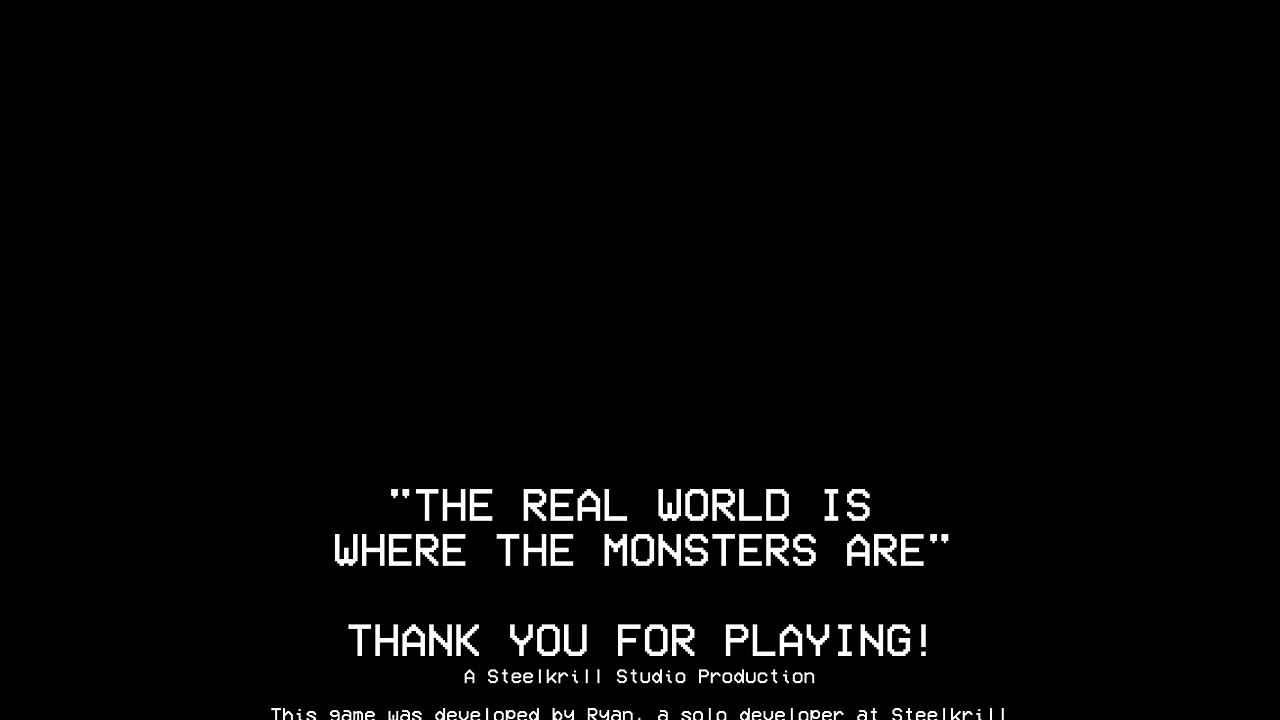 "THE REAL WORLD IS
WHERE THE MONSTERS ARE"
THANK YOU FOR PLAYING!
A Steelkrill Studio Production
This game was developed by Ryan, a solo developer at Steelkrill